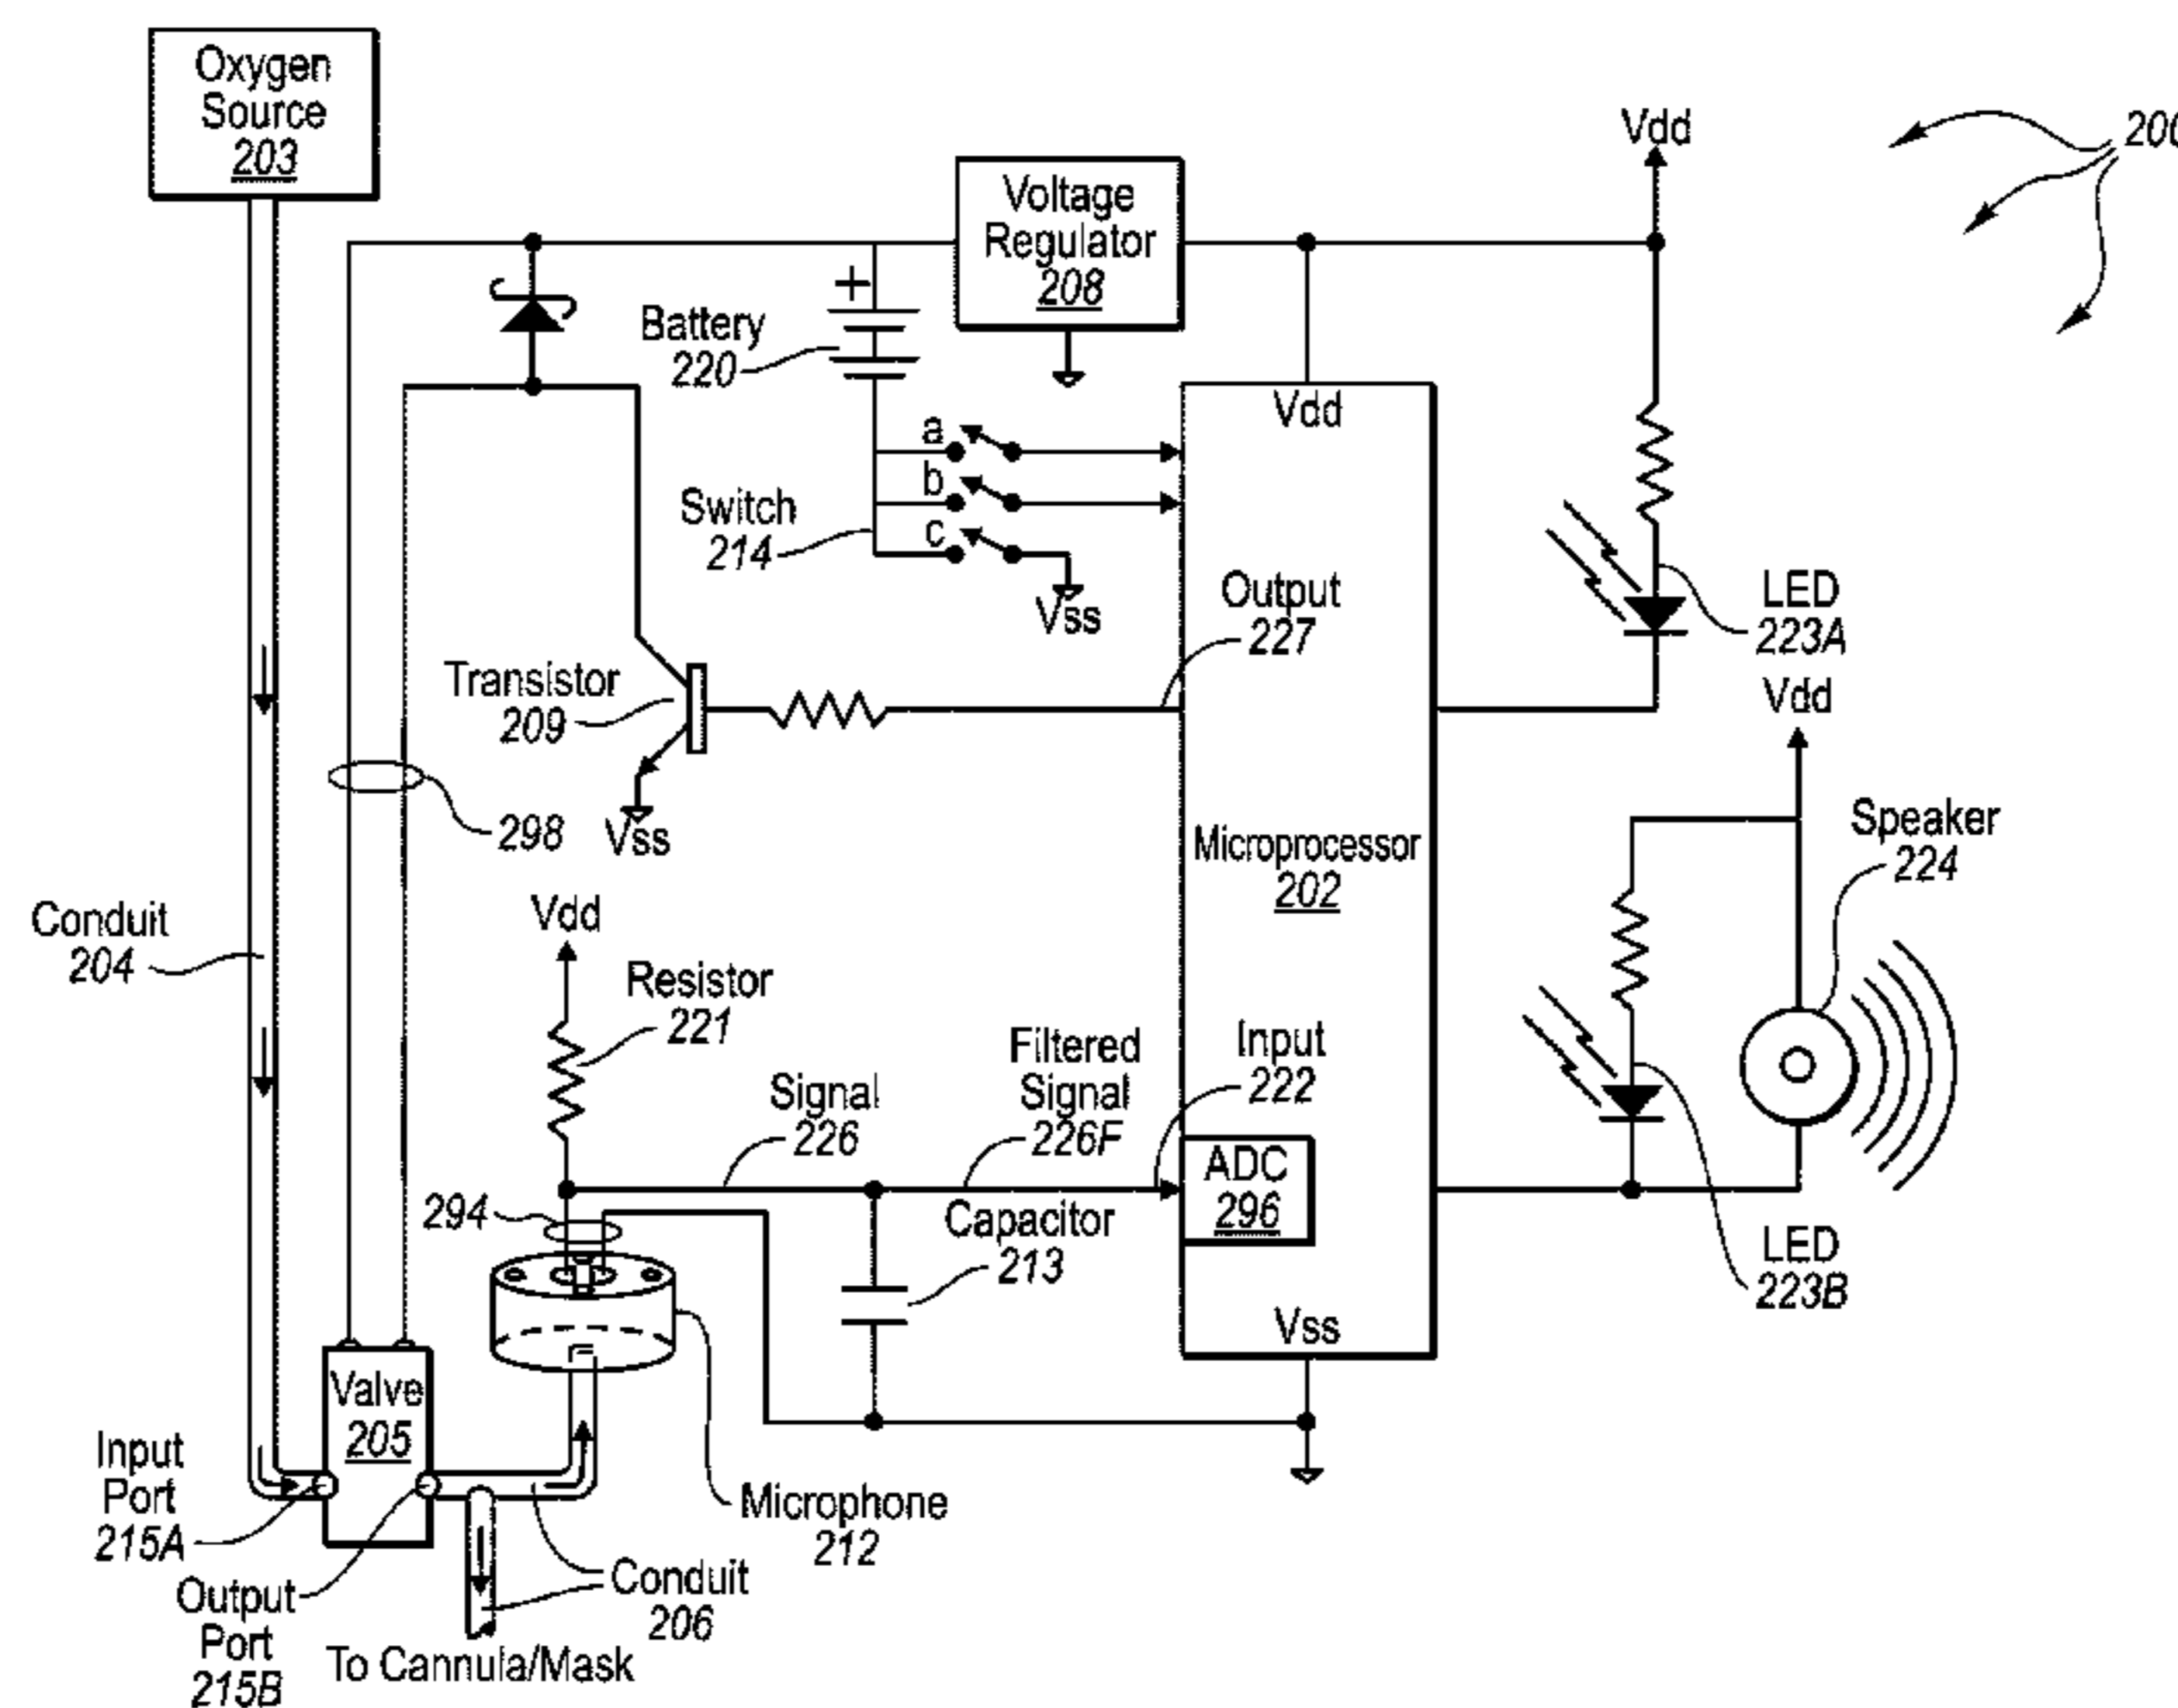 Oxygen
Source
203
Voltage
Regulator
208
Vdd
200
+
Battery
220
Vdd
a
b
c
Switch
214
Vss
Output
227
LED
223A
Vdd
Transistor
209
Vss
298
Microprocessor
202
Speaker
224
Conduit
204
Vdd
Resistor
221
Signal
226
Filtered
Signal
226F
Input
222
ADC
296
294
Capacitor
213
LED
223B
Vss
Valve
205
Input
Port
215A
Microphone
212
Output
Port
215B
Conduit
206
To Cannula/Mask